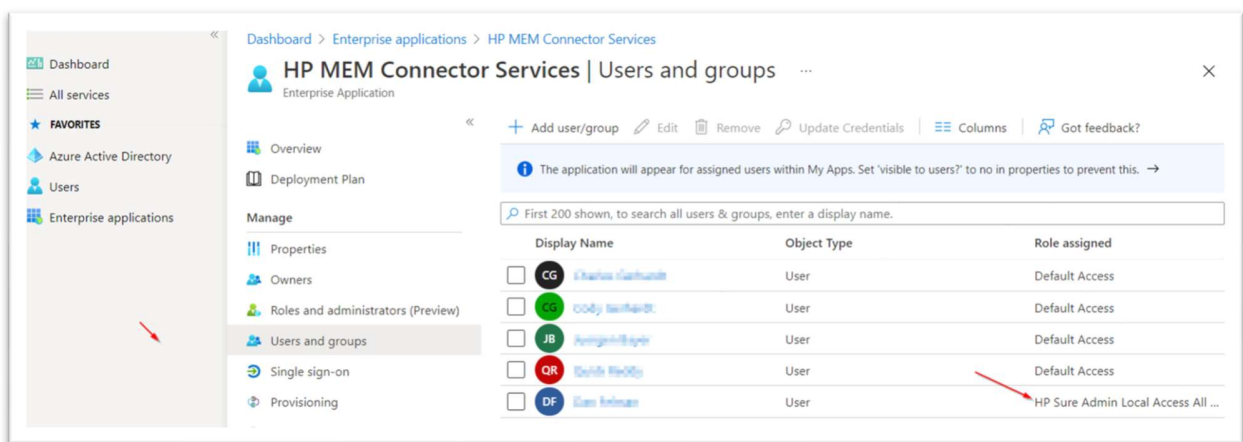 Dashboard > Enterprise applications > HP MEM Connector Services
HP MEM Connector Services | Users and groups ...
Enterprise Application
Dashboard
All services
FAVORITES
Azure Active Directory
Users
Enterprise applications
Overview
Deployment Plan
Manage
Properties
Owners
Roles and administrators (Preview)
Users and groups
Single sign-on
Provisioning
Add user/group Edit Remove Update Credentials Columns Got feedback?
The application will appear for assigned users within My Apps. Set 'visible to users?' to no in properties to prevent this. →
First 200 shown, to search all users & groups, enter a display name.
Display Name Object Type Role assigned
CG User Default Access
CG User Default Access
JB User Default Access
QR User Default Access
DF User HP Sure Admin Local Access All ...